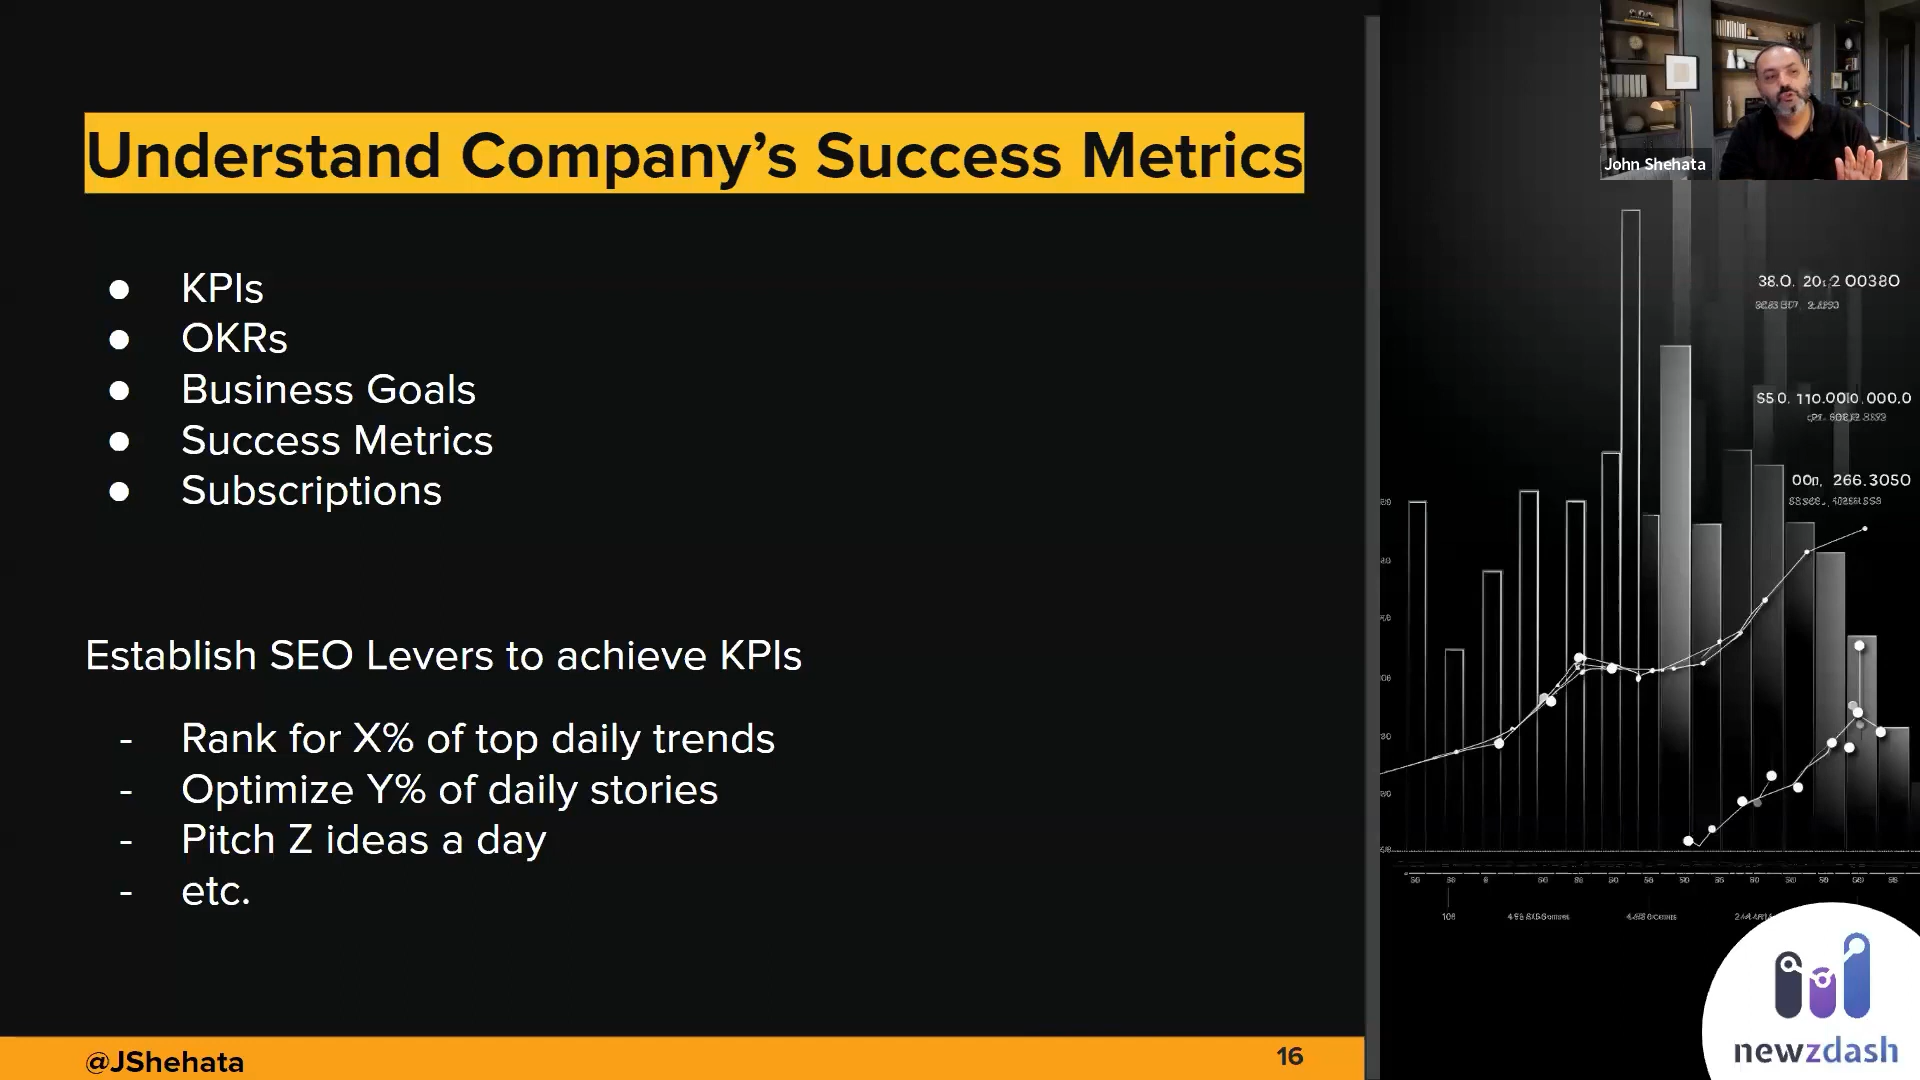 Understand Company’s Success Metrics
● KPIs
● OKRs
● Business Goals
● Success Metrics
● Subscriptions
Establish SEO Levers to achieve KPIs
- Rank for X% of top daily trends
- Optimize Y% of daily stories
- Pitch Z ideas a day
- etc.
@JShehata
16
John Shehata
newzdash